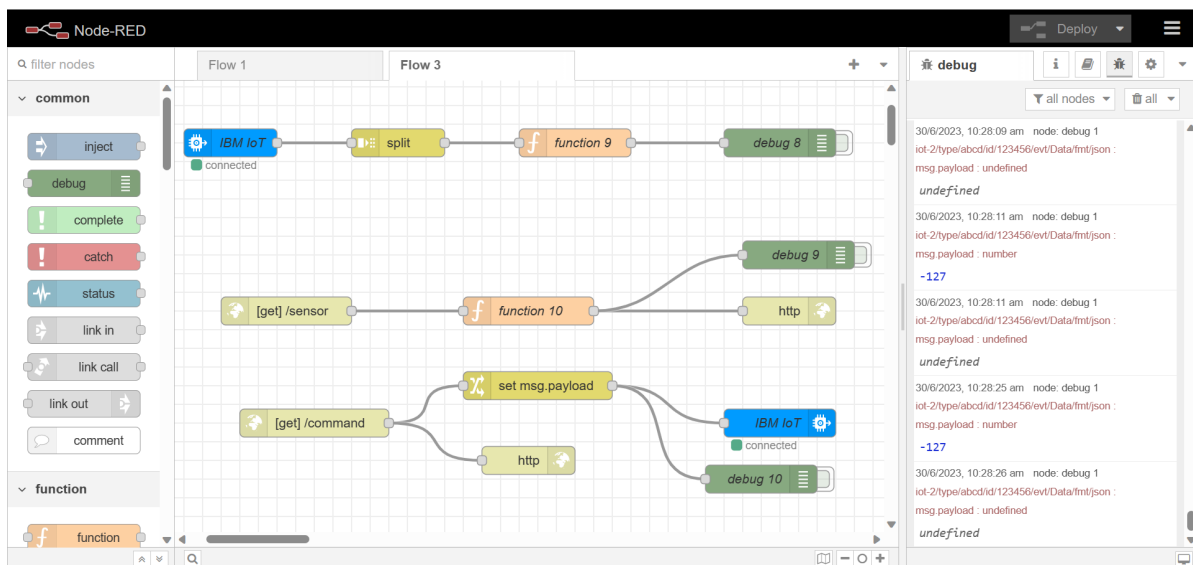 Node-RED
Deploy
filter nodes
Flow 1
Flow 3
debug
i
all nodes
all
common
inject
debug
complete
catch
status
link in
link call
link out
comment
function
function
IBM IoT
connected
split
function 9
debug 8
debug 9
[get] /sensor
function 10
http
set msg.payload
[get] /command
IBM IoT
connected
http
debug 10
30/6/2023, 10:28:09 am node: debug 1
iot-2/type/abcd/id/123456/evt/Data/fmt/json :
msg.payload : undefined
undefined
30/6/2023, 10:28:11 am node: debug 1
iot-2/type/abcd/id/123456/evt/Data/fmt/json :
msg.payload : number
-127
30/6/2023, 10:28:11 am node: debug 1
iot-2/type/abcd/id/123456/evt/Data/fmt/json :
msg.payload : undefined
undefined
30/6/2023, 10:28:25 am node: debug 1
iot-2/type/abcd/id/123456/evt/Data/fmt/json :
msg.payload : number
-127
30/6/2023, 10:28:26 am node: debug 1
iot-2/type/abcd/id/123456/evt/Data/fmt/json :
msg.payload : undefined
undefined